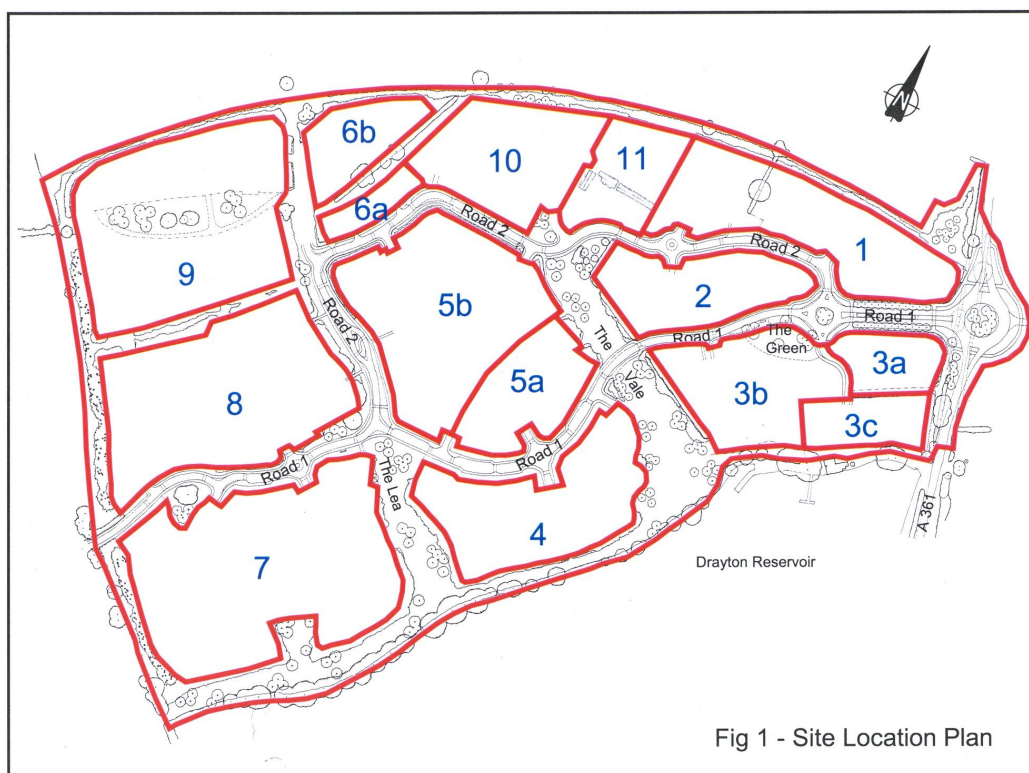 N
6b
10
11
6a
Road 2
Road 2
1
9
2
5b
Road 2
Road 1
The
Road 1
The
Green
3a
5a
Vale
8
3b
3c
Road 1
Road 1
The Lea
A 361
4
7
Drayton Reservoir
Fig 1 - Site Location Plan